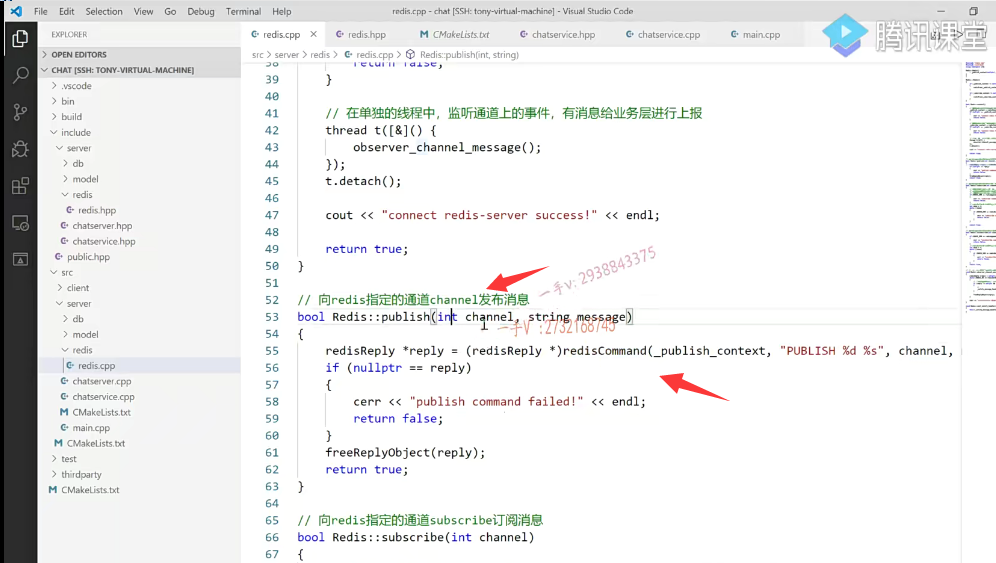 File Edit Selection View Go Debug Terminal Help redis.cpp - chat [SSH: tony-virtual-machine] - Visual Studio Code
EXPLORER
OPEN EDITORS
CHAT [SSH: TONY-VIRTUAL-MACHINE]
.vscode
bin
build
include
server
db
model
redis
redis.hpp
chatserver.hpp
chatservice.hpp
public.hpp
src
client
server
db
model
redis
redis.cpp
chatserver.cpp
chatservice.cpp
CMakeLists.txt
main.cpp
CMakeLists.txt
test
thirdparty
CMakeLists.txt
redis.cpp redis.hpp CMakeLists.txt chatservice.hpp chatservice.cpp main.cpp
腾讯课堂
src > server > redis > redis.cpp > Redis::publish(int, string)
38 return false;
39 }
40
41 // 在单独的线程中，监听通道上的事件，有消息给业务层进行上报
42 thread t([&]() {
43 observer_channel_message();
44 });
45 t.detach();
46
47 cout << "connect redis-server success!" << endl;
48
49 return true;
50 }
51
一手v: 2938843375
52 // 向redis指定的通道channel发布消息
53 bool Redis::publish(int channel, string message)
一手V :2732168745
54 {
55 redisReply *reply = (redisReply *)redisCommand(_publish_context, "PUBLISH %d %s", channel,
56 if (nullptr == reply)
57 {
58 cerr << "publish command failed!" << endl;
59 return false;
60 }
61 freeReplyObject(reply);
62 return true;
63 }
64
65 // 向redis指定的通道subscribe订阅消息
66 bool Redis::subscribe(int channel)
67 {